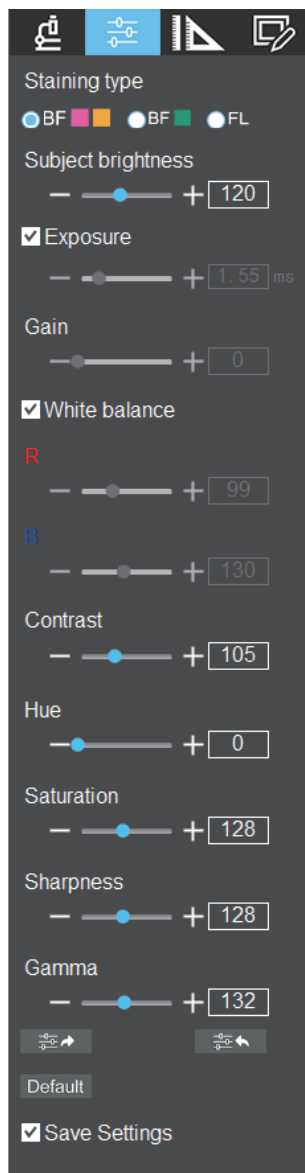 Staining type
BF BF FL
Subject brightness
120
Exposure
1.55 ms
Gain
0
White balance
R
99
B
130
Contrast
105
Hue
0
Saturation
128
Sharpness
128
Gamma
132
Default
Save Settings